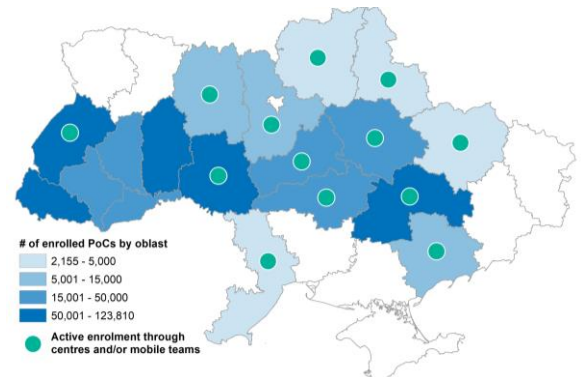 # of enrolled PoCs by oblast
2,155 - 5,000
5,001 - 15,000
15,001 - 50,000
50,001 - 123,810
Active enrolment through
centres and/or mobile teams